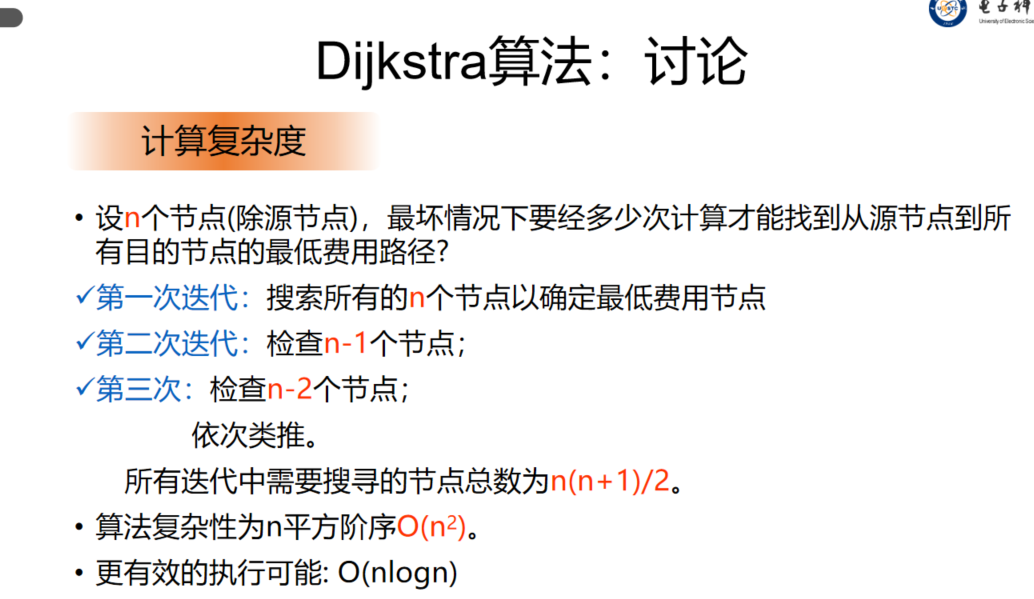 电子科
University of Electronic Scie
Dijkstra算法：讨论
计算复杂度
• 设n个节点(除源节点)，最坏情况下要经多少次计算才能找到从源节点到所
有目的节点的最低费用路径?
✓第一次迭代：搜索所有的n个节点以确定最低费用节点
✓第二次迭代：检查n-1个节点；
✓第三次：检查n-2个节点；
依次类推。
所有迭代中需要搜寻的节点总数为n(n+1)/2。
• 算法复杂性为n平方阶序O(n²)。
• 更有效的执行可能: O(nlogn)